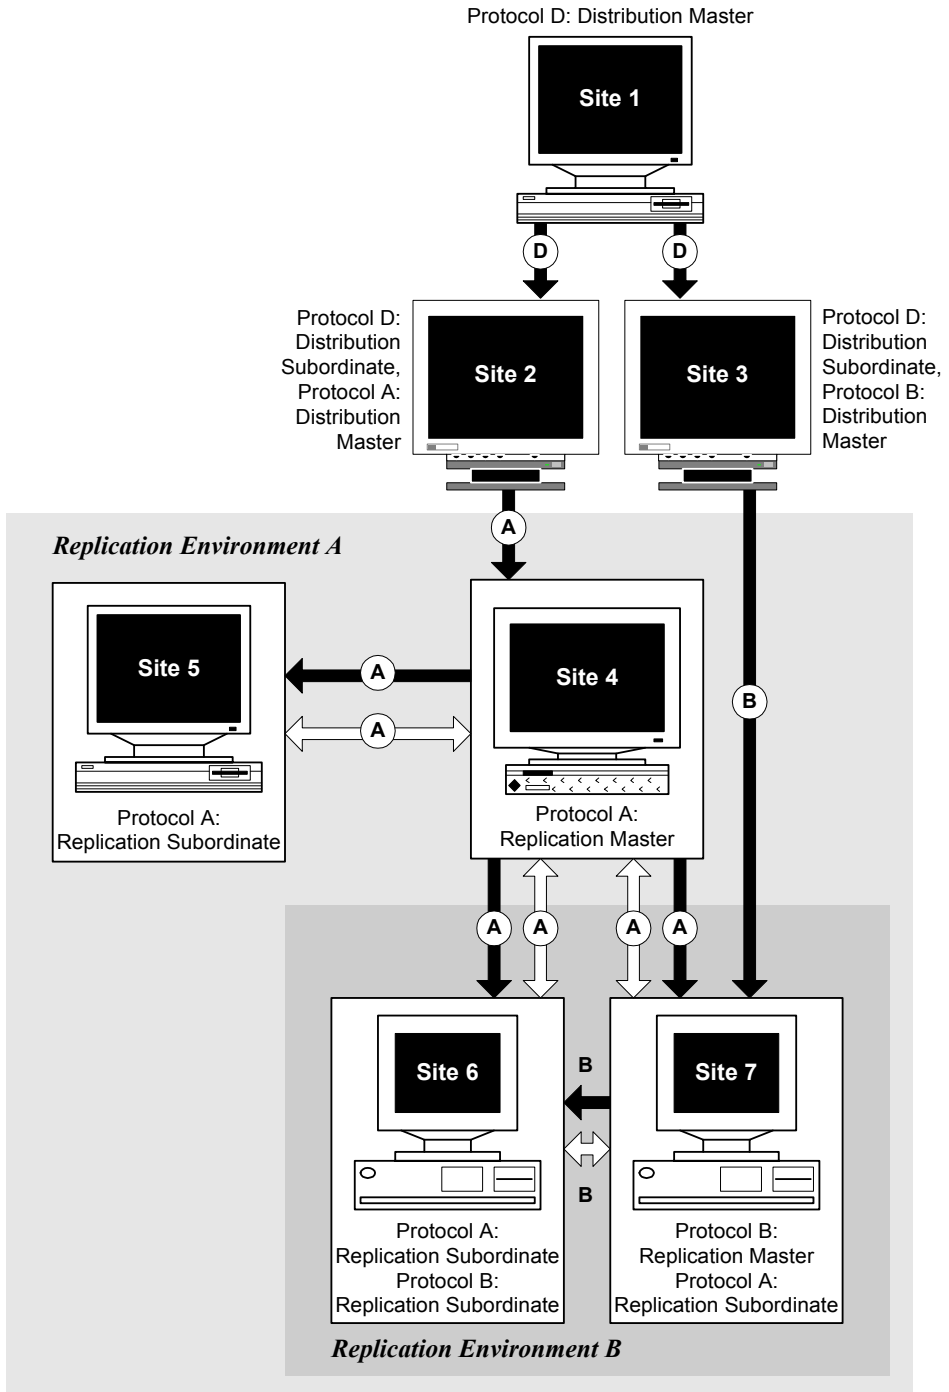 Protocol D: Distribution Master
Site 1
D
D
Protocol D:
Distribution
Subordinate,
Protocol A:
Distribution
Master
Site 2
Site 3
Protocol D:
Distribution
Subordinate,
Protocol B:
Distribution
Master
A
Replication Environment A
Site 5
A
A
Site 4
B
Protocol A:
Replication Subordinate
Protocol A:
Replication Master
A
A
A
A
Site 6
B
B
Site 7
Protocol A:
Replication Subordinate
Protocol B:
Replication Subordinate
Protocol B:
Replication Master
Protocol A:
Replication Subordinate
Replication Environment B